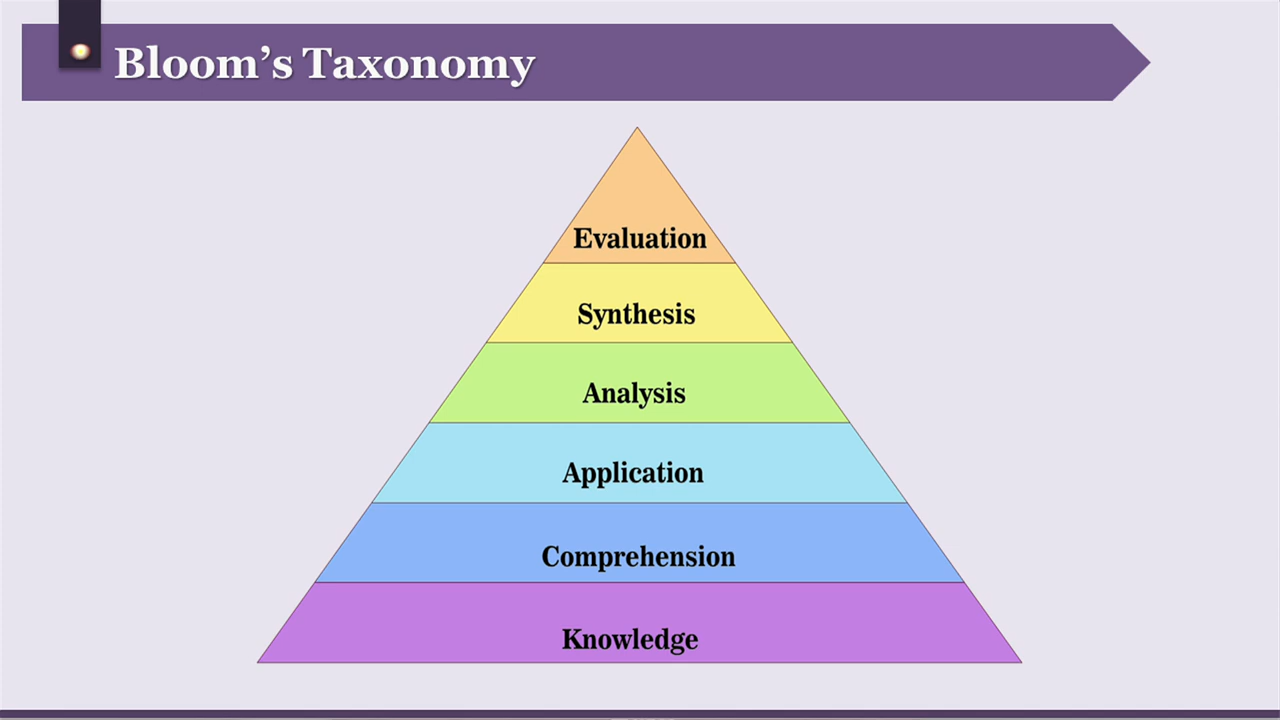 Bloom’s Taxonomy
Evaluation
Synthesis
Analysis
Application
Comprehension
Knowledge